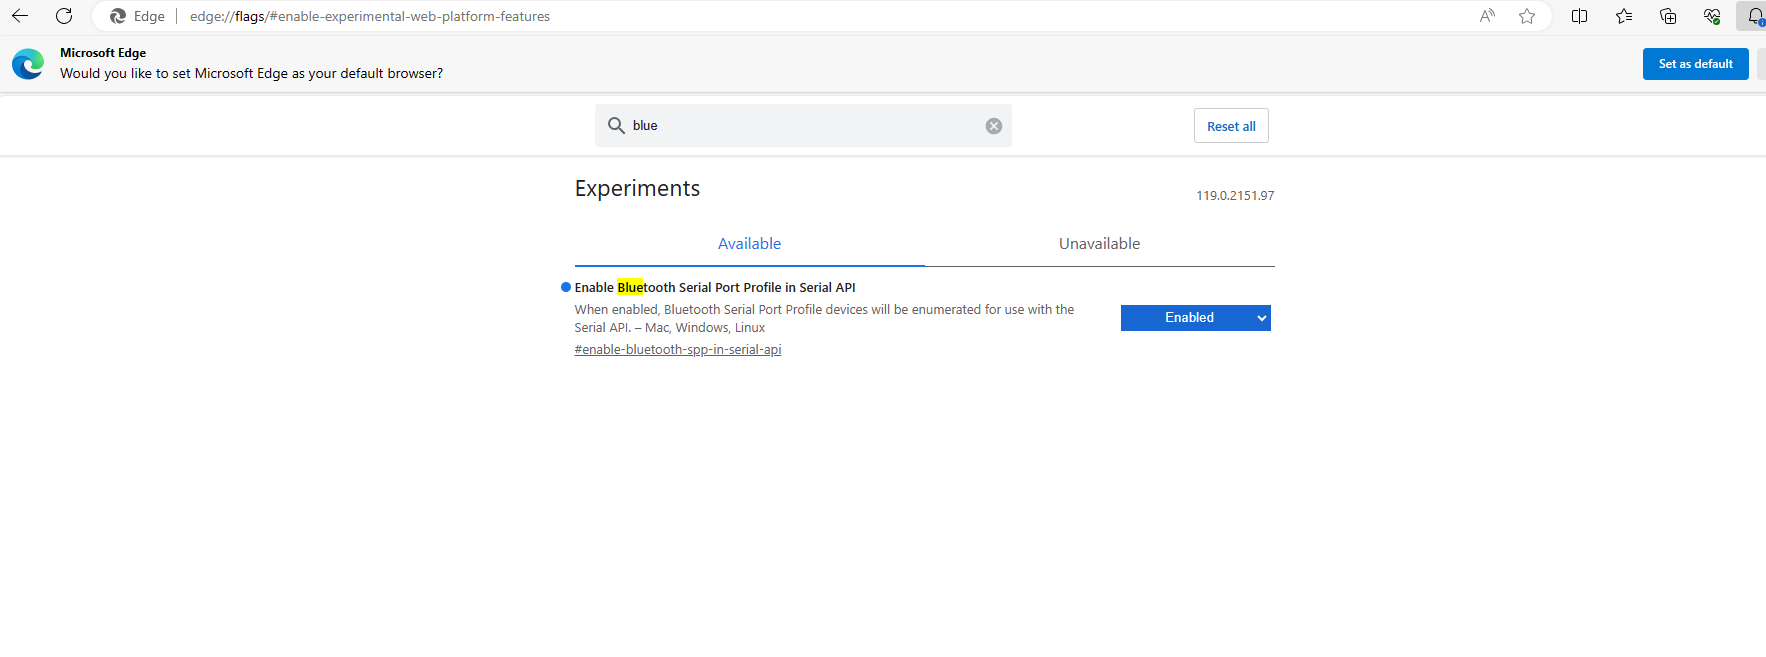 Edge
edge://flags/#enable-experimental-web-platform-features
Microsoft Edge
Would you like to set Microsoft Edge as your default browser?
Set as default
blue
Reset all
Experiments
119.0.2151.97
Available
Unavailable
Enable Bluetooth Serial Port Profile in Serial API
When enabled, Bluetooth Serial Port Profile devices will be enumerated for use with the
Serial API. – Mac, Windows, Linux
#enable-bluetooth-spp-in-serial-api
Enabled